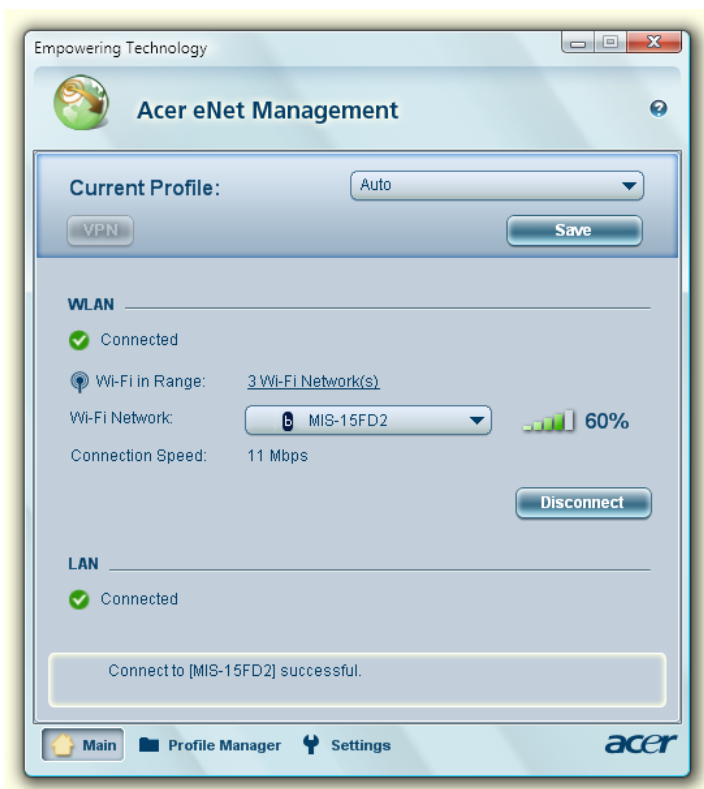 Empowering Technology
Acer eNet Management
Current Profile:
Auto
VPN
Save
WLAN
Connected
Wi-Fi in Range:
3 Wi-Fi Network(s)
Wi-Fi Network:
b MIS-15FD2
60%
Connection Speed:
11 Mbps
Disconnect
LAN
Connected
Connect to [MIS-15FD2] successful.
Main
Profile Manager
Settings
acer